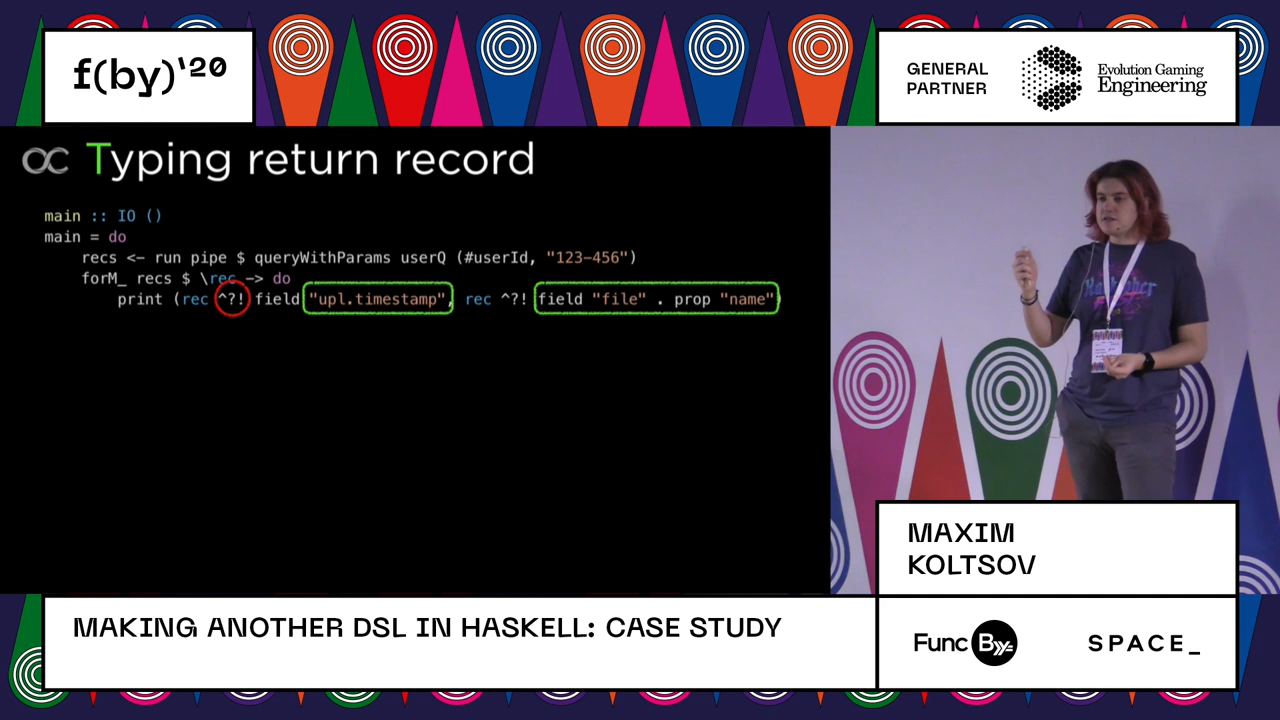 f(by)'20
GENERAL
PARTNER
Evolution Gaming
Engineering
Typing return record
main :: IO ()
main = do
    recs <- run pipe $ queryWithParams userQ (#userId, "123-456")
    forM_ recs $ \rec -> do
        print (rec ^?! field "upl.timestamp", rec ^?! field "file" . prop "name")
MAXIM
KOLTSOV
MAKING ANOTHER DSL IN HASKELL: CASE STUDY
Func By
SPACE_